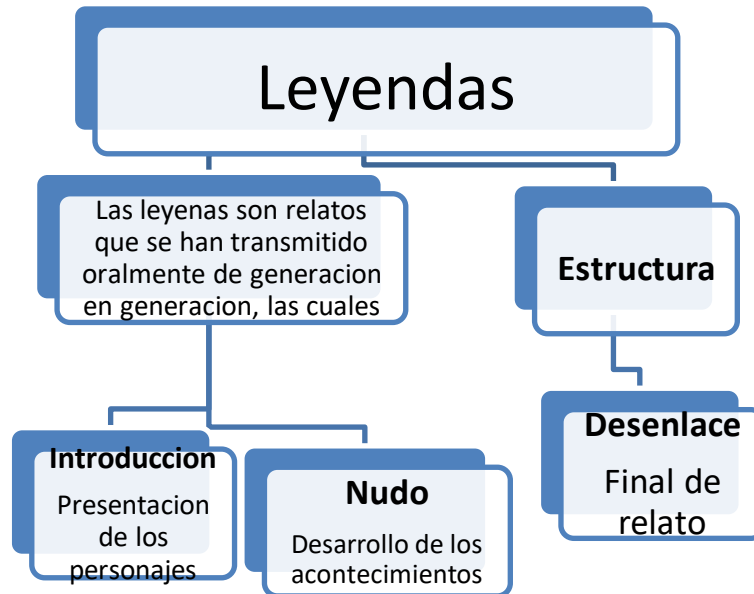 Leyendas
Las leyenas son relatos
que se han transmitido
oralmente de generacion
en generacion, las cuales
Estructura
Introduccion
Presentacion
de los
personajes
Nudo
Desarrollo de los
acontecimientos
Desenlace
Final de
relato